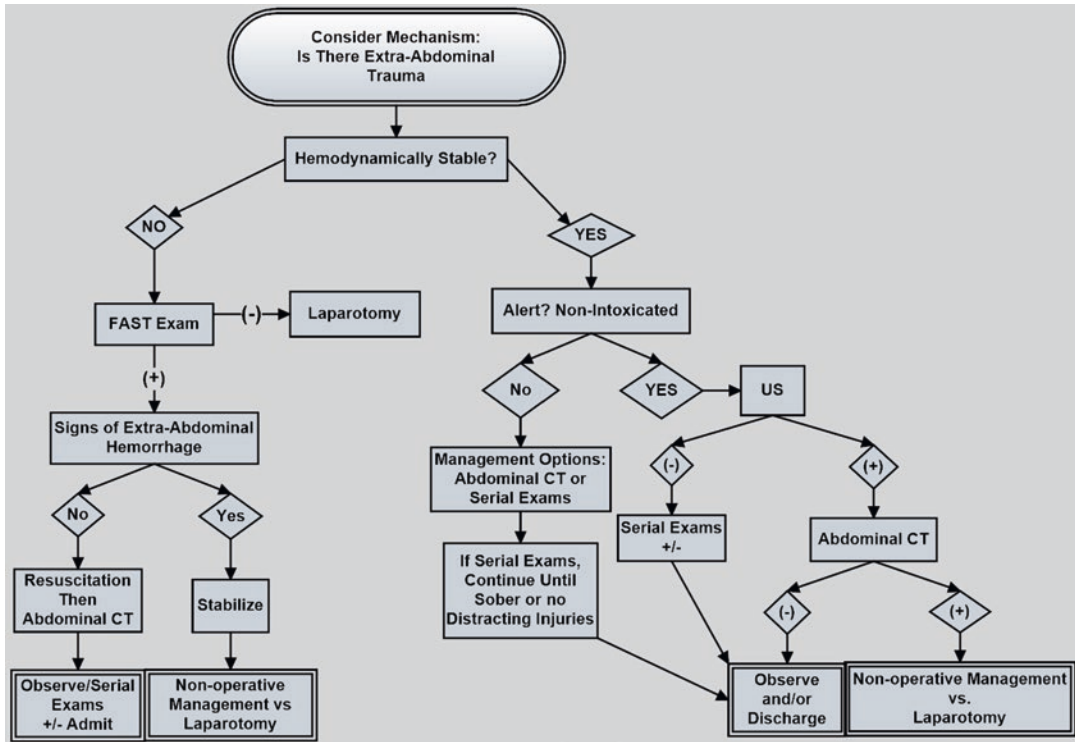 Consider Mechanism:
Is There Extra-Abdominal
Trauma
Hemodynamically Stable?
NO
YES
FAST Exam
(-)
Laparotomy
Alert? Non-Intoxicated
(+)
No
YES
US
Signs of Extra-Abdominal
Hemorrhage
Management Options:
Abdominal CT or
Serial Exams
(-)
(+)
No
Yes
Serial Exams
+/-
Abdominal CT
If Serial Exams,
Continue Until
Sober or no
Distracting Injuries
Resuscitation
Then
Abdominal CT
Stabilize
(-)
(+)
Observe/Serial
Exams
+/- Admit
Non-operative
Management vs
Laparotomy
Observe
and/or
Discharge
Non-operative Management
vs.
Laparotomy